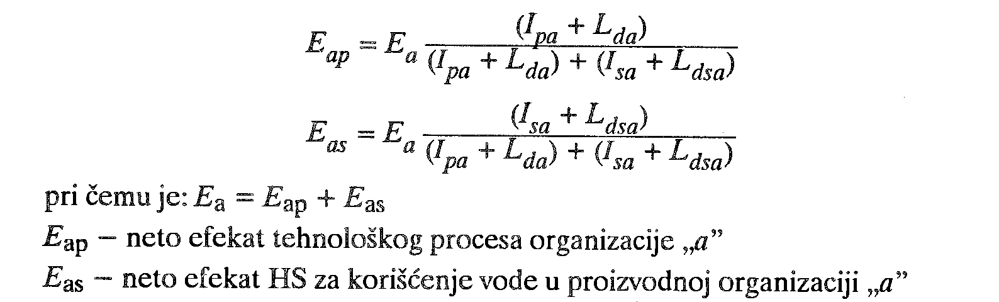 E_ap = E_a (I_pa + L_da) / ((I_pa + L_da) + (I_sa + L_dsa))
E_as = E_a (I_sa + L_dsa) / ((I_pa + L_da) + (I_sa + L_dsa))
pri čemu je: E_a = E_ap + E_as
E_ap – neto efekat tehnološkog procesa organizacije „a”
E_as – neto efekat HS za korišćenje vode u proizvodnoj organizaciji „a”